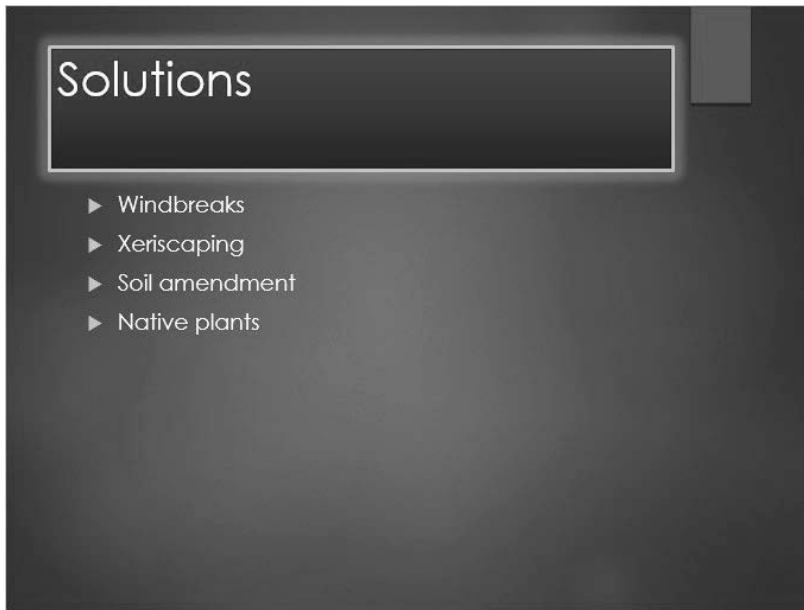 Solutions
Windbreaks
Xeriscaping
Soil amendment
Native plants